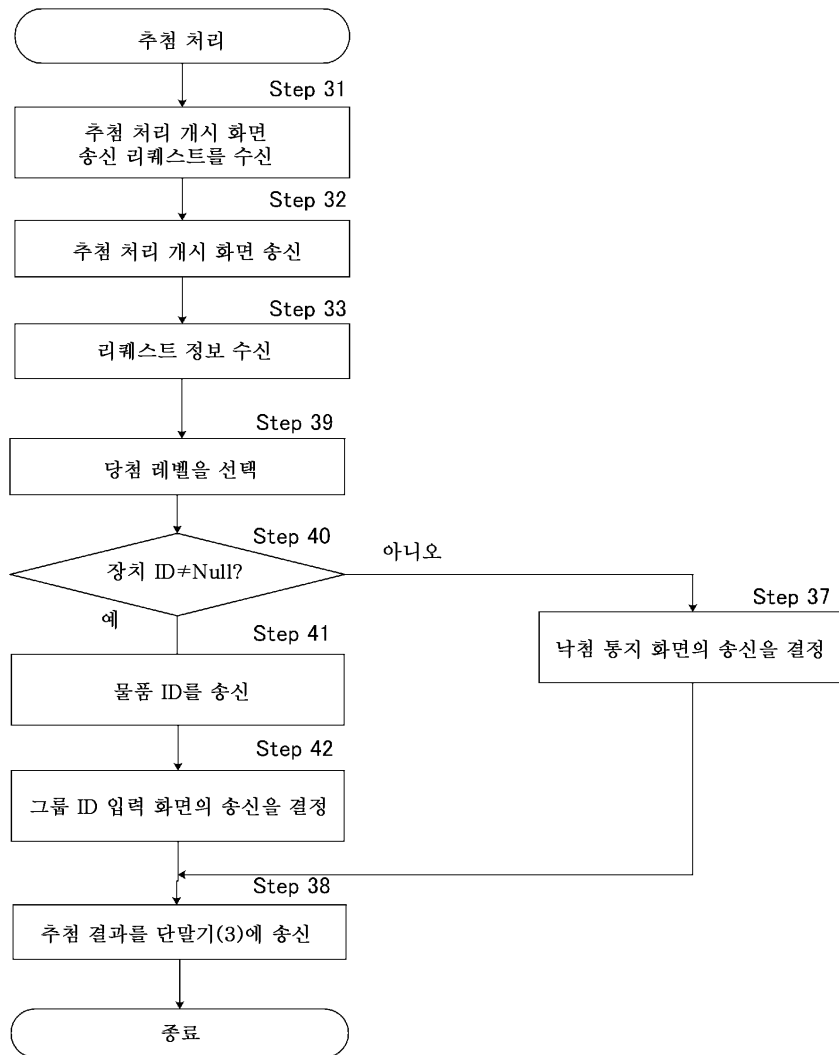 추첨 처리
Step 31
추첨 처리 개시 화면
송신 리퀘스트를 수신
Step 32
추첨 처리 개시 화면 송신
Step 33
리퀘스트 정보 수신
Step 39
당첨 레벨을 선택
Step 40
장치 ID≠Null?
아니오
예
Step 37
낙첨 통지 화면의 송신을 결정
Step 41
물품 ID를 송신
Step 42
그룹 ID 입력 화면의 송신을 결정
Step 38
추첨 결과를 단말기(3)에 송신
종료